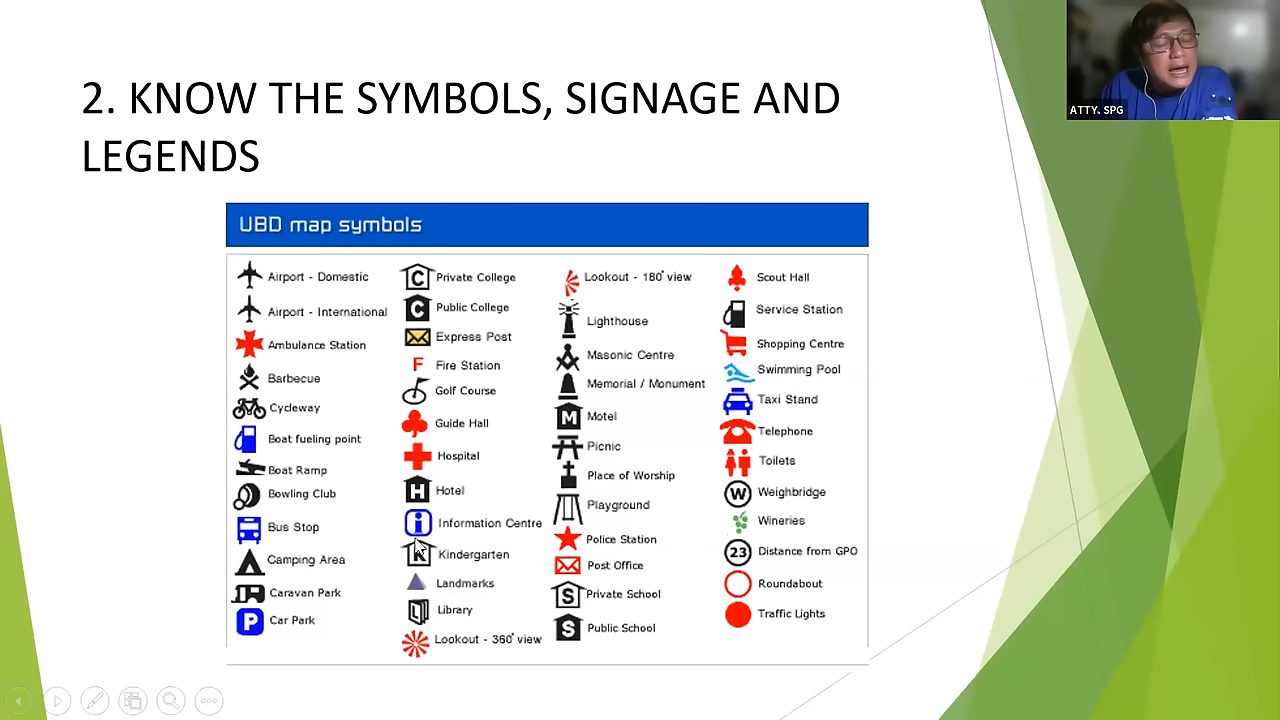 2. KNOW THE SYMBOLS, SIGNAGE AND
LEGENDS
ATTY. SPG
UBD map symbols
Airport - Domestic
Airport - International
Ambulance Station
Barbecue
Cycleway
Boat fueling point
Boat Ramp
Bowling Club
Bus Stop
Camping Area
Caravan Park
P Car Park
C Private College
C Public College
Express Post
F Fire Station
Golf Course
Guide Hall
Hospital
H Hotel
i Information Centre
K Kindergarten
Landmarks
L Library
Lookout - 360° view
Lookout - 180° view
Lighthouse
Masonic Centre
Memorial / Monument
M Motel
Picnic
Place of Worship
Playground
Police Station
Post Office
S Private School
S Public School
Scout Hall
Service Station
Shopping Centre
Swimming Pool
Taxi Stand
Telephone
Toilets
W Weighbridge
Wineries
23 Distance from GPO
Roundabout
Traffic Lights